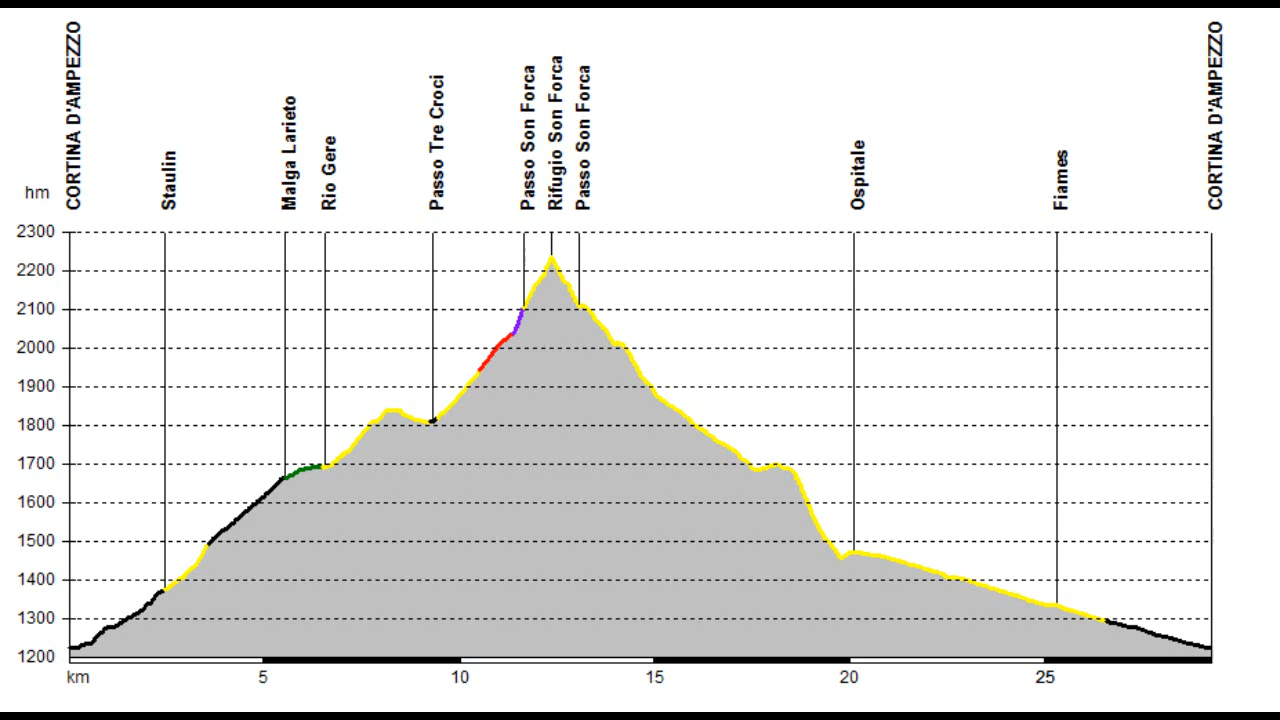 CORTINA D'AMPEZZO
Staulin
Malga Larieto
Rio Gere
Passo Tre Croci
Passo Son Forca
Rifugio Son Forca
Passo Son Forca
Ospitale
Fiames
CORTINA D'AMPEZZO
hm
2300
2200
2100
2000
1900
1800
1700
1600
1500
1400
1300
1200
km 5 10 15 20 25